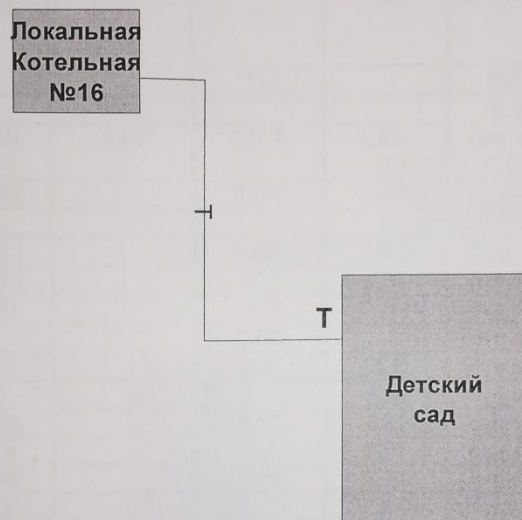 Локальная
Котельная
№16
Т
Т
Детский
сад